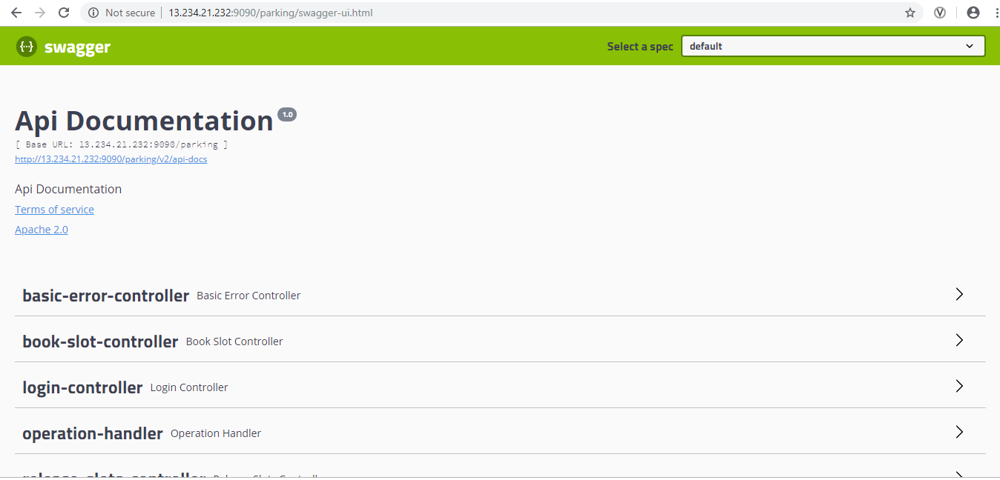 Not secure 13.234.21.232:9090/parking/swagger-ui.html
{··} swagger Select a spec default
Api Documentation 1.0
[ Base URL: 13.234.21.232:9090/parking ]
http://13.234.21.232:9090/parking/v2/api-docs
Api Documentation
Terms of service
Apache 2.0
basic-error-controller Basic Error Controller
book-slot-controller Book Slot Controller
login-controller Login Controller
operation-handler Operation Handler